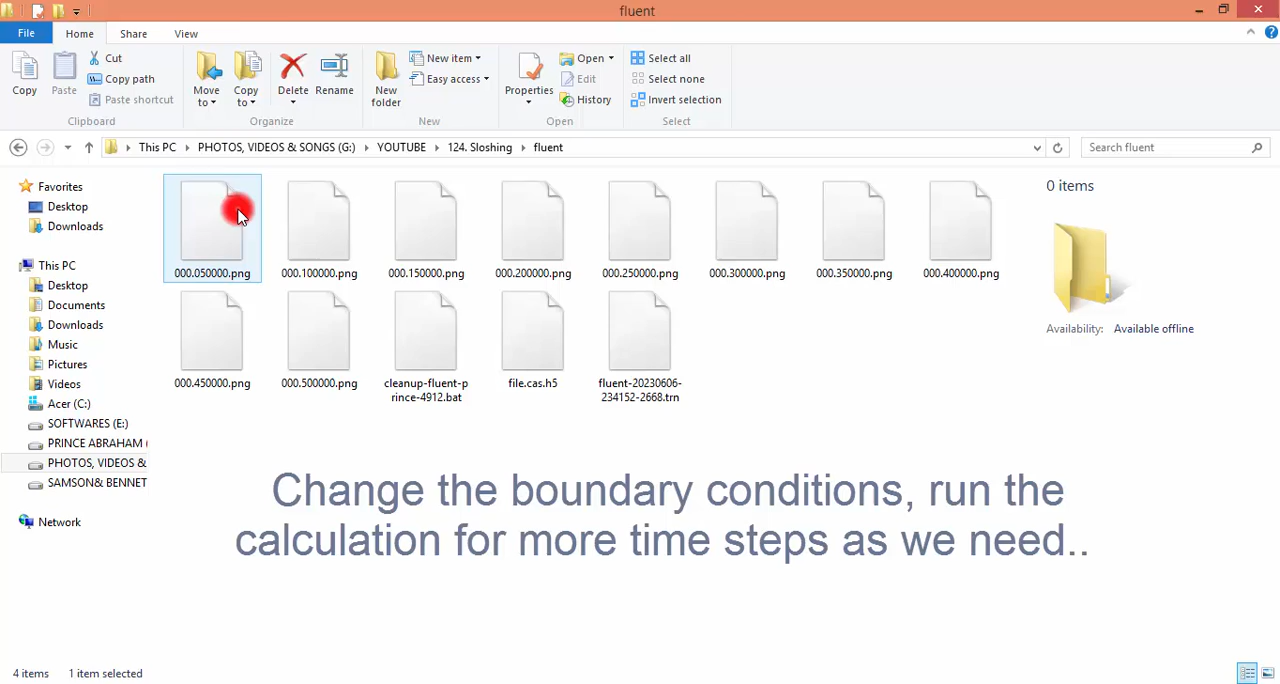 fluent
File Home Share View
Copy
Paste
Cut
Copy path
Paste shortcut
Clipboard
Move to
Copy to
Delete
Rename
Organize
New folder
New item
Easy access
New
Properties
Open
Edit
History
Open
Select all
Select none
Invert selection
Select
This PC PHOTOS, VIDEOS & SONGS (G:) YOUTUBE 124. Sloshing fluent
Search fluent
Favorites
Desktop
Downloads
This PC
Desktop
Documents
Downloads
Music
Pictures
Videos
Acer (C:)
SOFTWARES (E:)
PRINCE ABRAHAM (
PHOTOS, VIDEOS &
SAMSON& BENNET
Network
000.050000.png 000.100000.png 000.150000.png 000.200000.png 000.250000.png 000.300000.png 000.350000.png 000.400000.png
000.450000.png 000.500000.png cleanup-fluent-p file.cas.h5 fluent-20230606-
rince-4912.bat 234152-2668.trn
0 items
Availability: Available offline
Change the boundary conditions, run the
calculation for more time steps as we need..
4 items 1 item selected